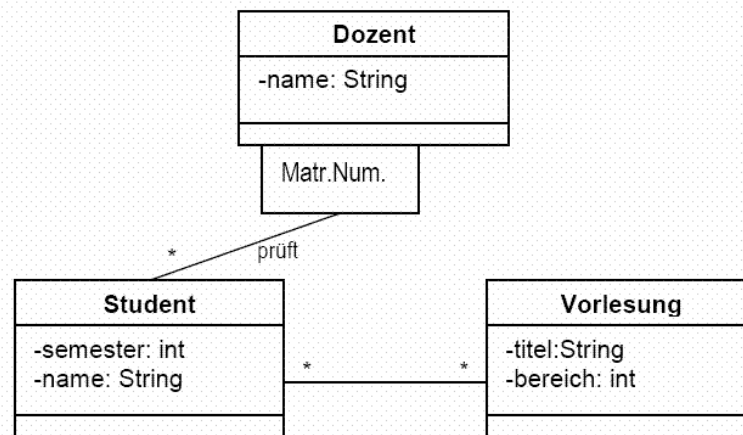 Dozent
-name: String
Matr.Num.
* prüft
Student
-semester: int
-name: String
* *
Vorlesung
-titel:String
-bereich: int